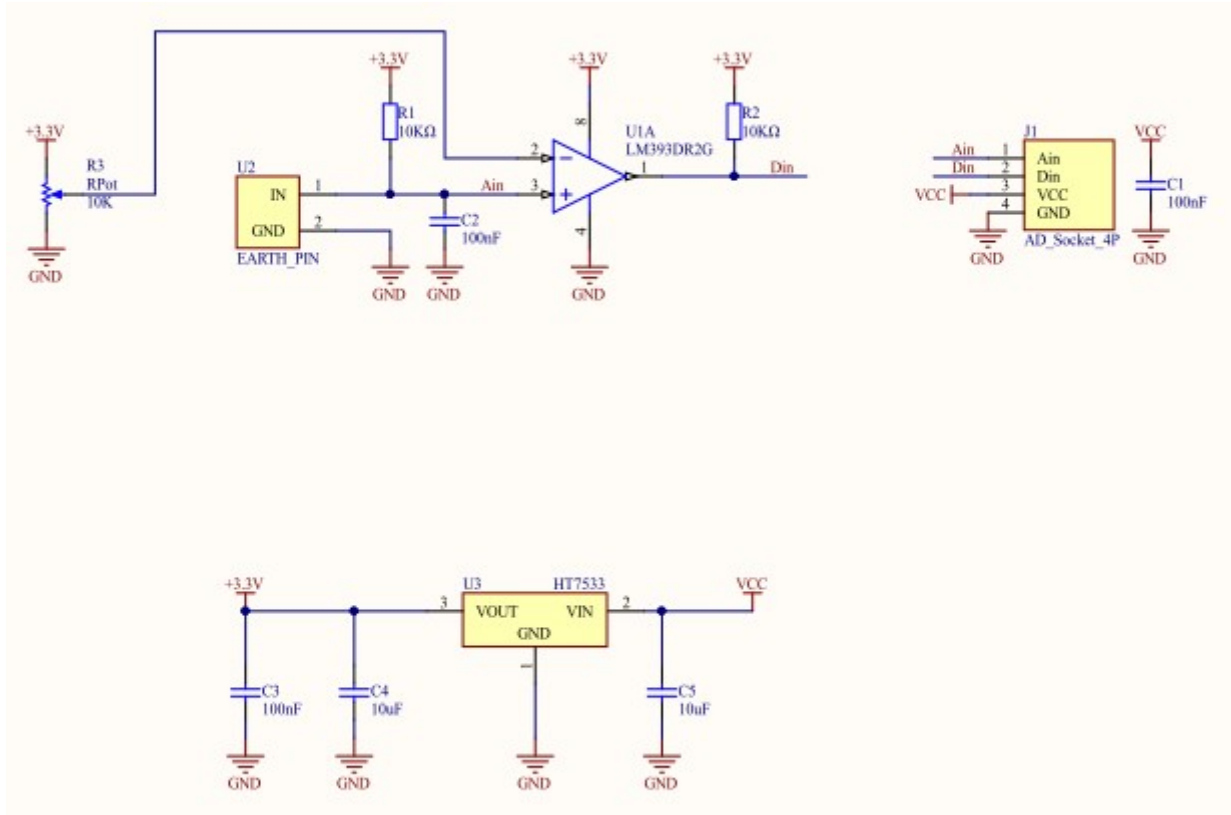 +3.3V
+3.3V
+3.3V
+3.3V
R3
RPot
10K
GND
U2
IN
GND
1
2
EARTH_PIN
R1
10KΩ
Ain
C2
100nF
GND
GND
2
3
8
4
1
U1A
LM393DR2G
GND
R2
10KΩ
Din
J1
Ain
Din
VCC
1
2
3
4
Ain
Din
VCC
GND
AD_Socket_4P
GND
VCC
C1
100nF
GND
+3.3V
U3
HT7533
VCC
3
VOUT
VIN
2
GND
1
C3
100nF
C4
10uF
C5
10uF
GND
GND
GND
GND